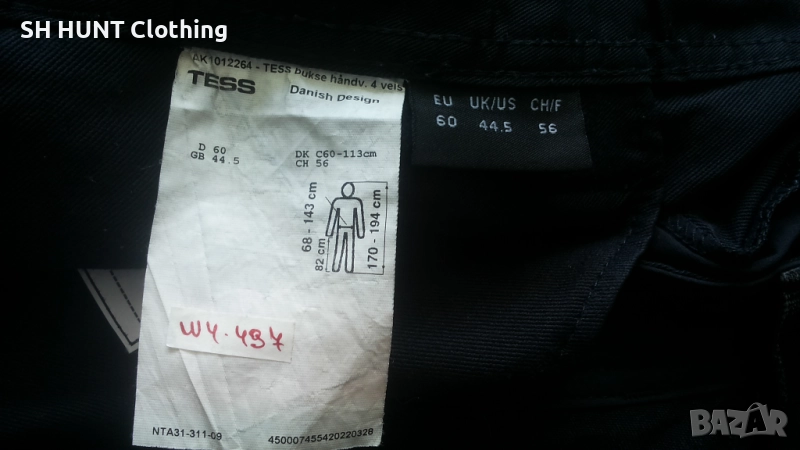 SH HUNT Clothing
AK1012264 - TESS bukse håndv. 4 veis
TESS
Danish Design
D 60
GB 44.5
DK C60-113cm
CH 56
68 - 143 cm
82 cm
170 - 194 cm
W4.497
NTA31-311-09
450007455420220328
EU UK/US CH/F
60 44.5 56
BAZAR